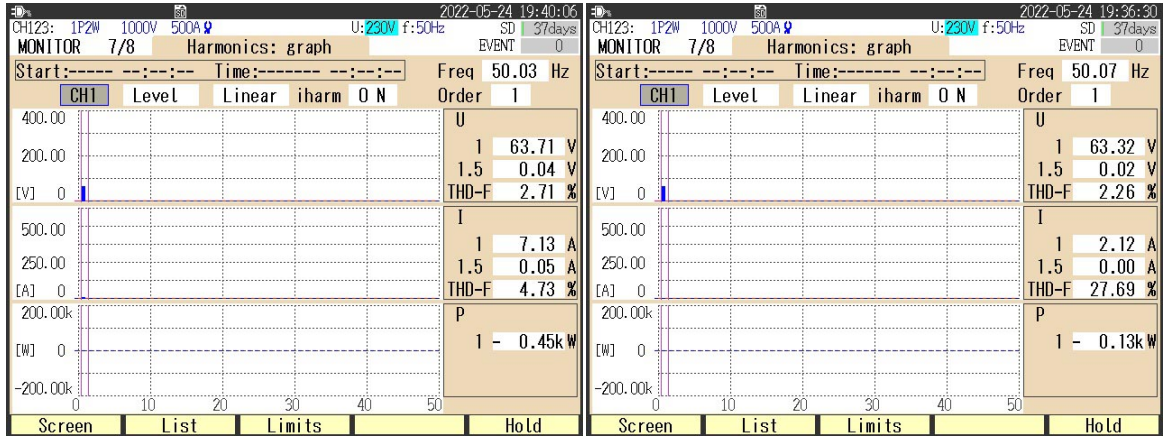 2022-05-24 19:40:06
CH123: 1P2W 1000V 500A U:230V f:50Hz SD 37days
MONITOR 7/8 Harmonics: graph EVENT 0
Start:----- --:--:-- Time:------- --:--:-- Freq 50.03 Hz
CH1 Level Linear iharm O N Order 1
400.00 U
1 63.71 V
200.00
1.5 0.04 V
[V] 0 THD-F 2.71 %
I
500.00
1 7.13 A
250.00 1.5 0.05 A
[A] 0 THD-F 4.73 %
200.00k P
1 - 0.45k W
[W] 0
-200.00k
0 10 20 30 40 50
Screen List Limits Hold
2022-05-24 19:36:30
CH123: 1P2W 1000V 500A U:230V f:50Hz SD 37days
MONITOR 7/8 Harmonics: graph EVENT 0
Start:----- --:--:-- Time:------- --:--:-- Freq 50.07 Hz
CH1 Level Linear iharm O N Order 1
400.00 U
1 63.32 V
200.00
1.5 0.02 V
[V] 0 THD-F 2.26 %
I
500.00
1 2.12 A
250.00 1.5 0.00 A
[A] 0 THD-F 27.69 %
200.00k P
1 - 0.13k W
[W] 0
-200.00k
0 10 20 30 40 50
Screen List Limits Hold